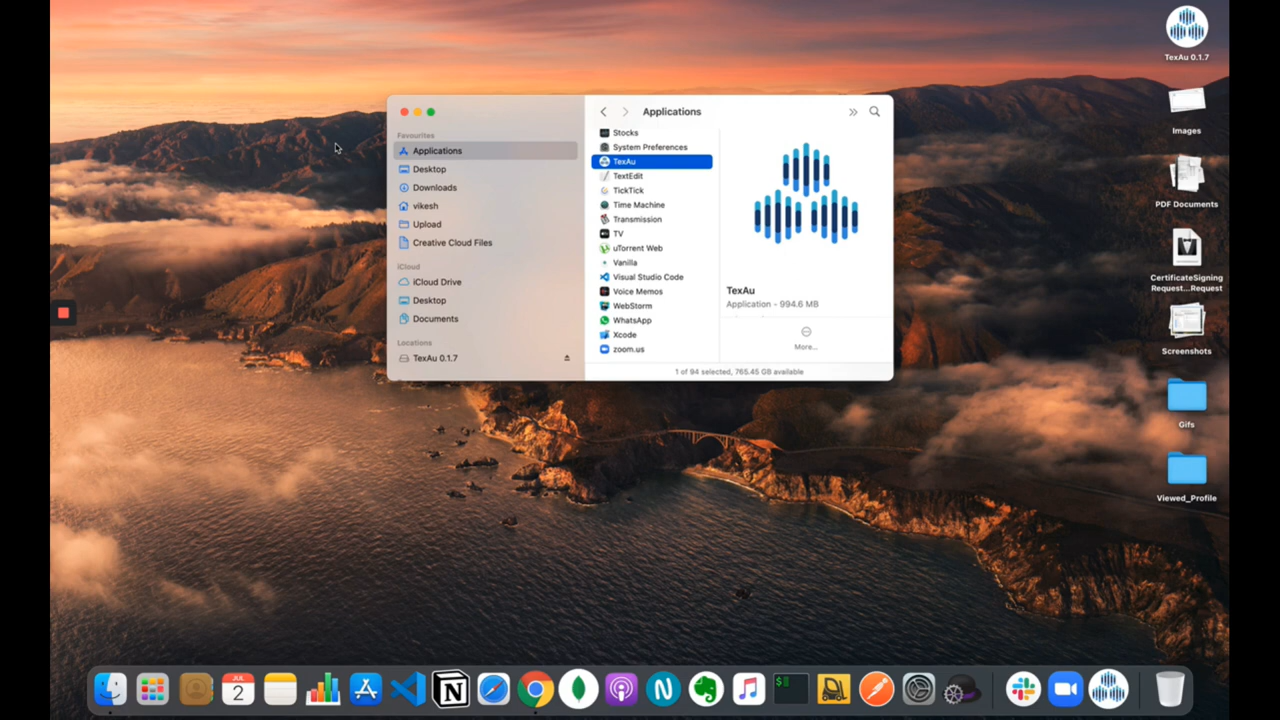 TexAu 0.1.7
Images
PDF Documents
CertificateSigning
Request...Request
Screenshots
Gifs
Viewed_Profile
Applications
Favourites
Applications
Desktop
Downloads
vikesh
Upload
Creative Cloud Files
iCloud
iCloud Drive
Desktop
Documents
Locations
TexAu 0.1.7
Stocks
System Preferences
TexAu
TextEdit
TickTick
Time Machine
Transmission
TV
uTorrent Web
Vanilla
Visual Studio Code
Voice Memos
WebStorm
WhatsApp
Xcode
zoom.us
TexAu
Application - 994.6 MB
More...
1 of 94 selected, 765.45 GB available
JUL
2
N
N
$